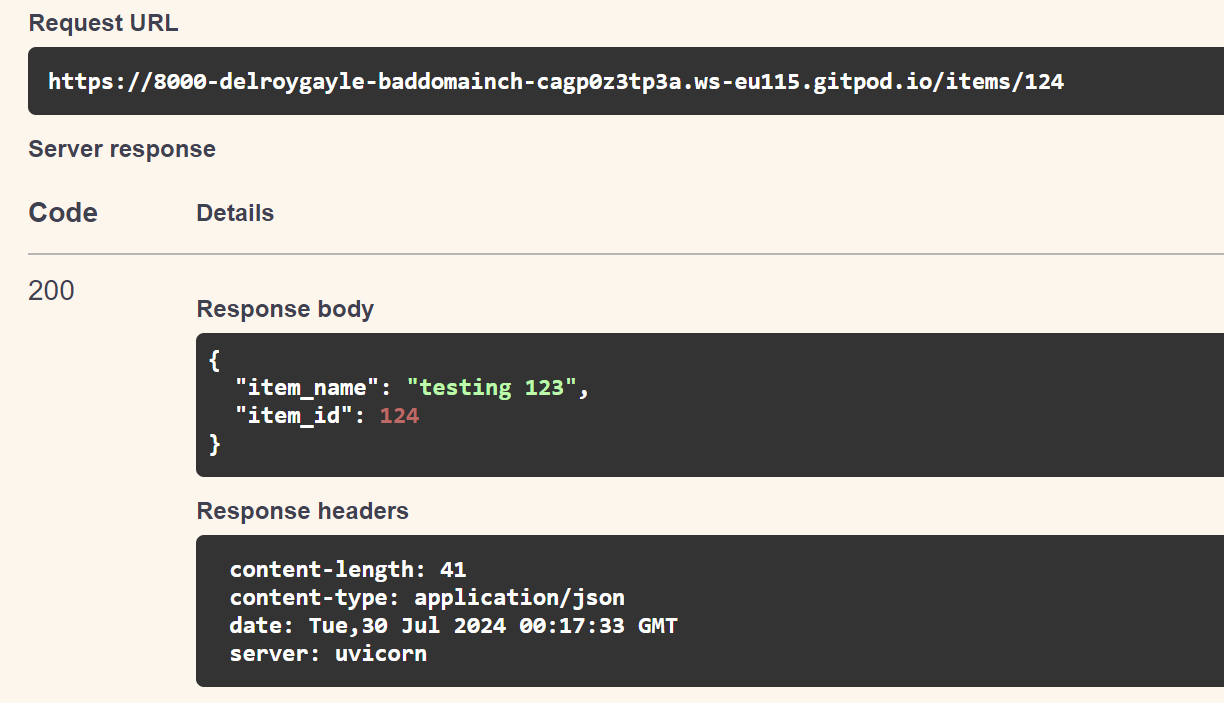 Request URL
https://8000-delroygayle-baddomainch-cagp0z3tp3a.ws-eu115.gitpod.io/items/124
Server response
Code Details
200
Response body
{
"item_name": "testing 123",
"item_id": 124
}
Response headers
content-length: 41
content-type: application/json
date: Tue,30 Jul 2024 00:17:33 GMT
server: uvicorn